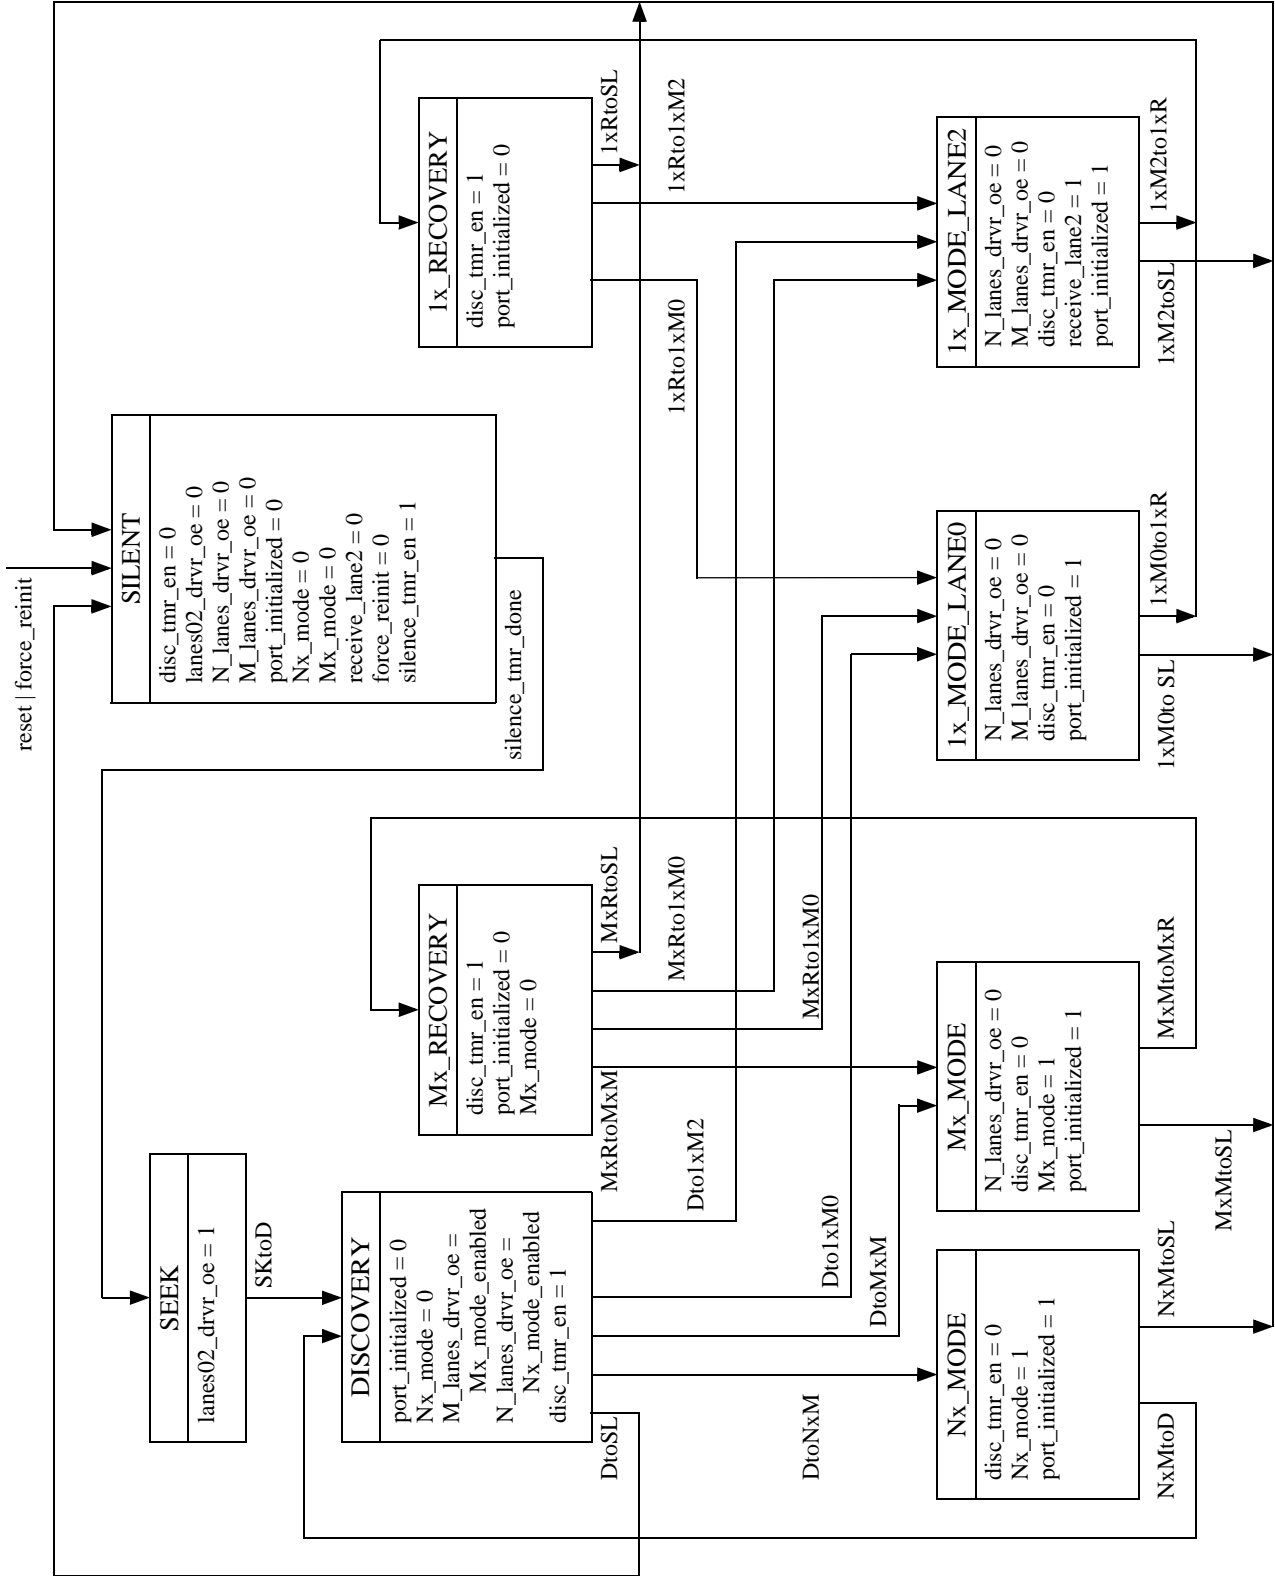 reset | force_reinit
SILENT
disc_tmr_en = 0
lanes02_drvr_oe = 0
N_lanes_drvr_oe = 0
M_lanes_drvr_oe = 0
port_initialized = 0
Nx_mode = 0
Mx_mode = 0
receive_lane2 = 0
force_reinit = 0
silence_tmr_en = 1
silence_tmr_done
SEEK
lanes02_drvr_oe = 1
SKtoD
DISCOVERY
port_initialized = 0
Nx_mode = 0
M_lanes_drvr_oe =
Mx_mode_enabled
N_lanes_drvr_oe =
Nx_mode_enabled
disc_tmr_en = 1
DtoSL
Mx_RECOVERY
disc_tmr_en = 1
port_initialized = 0
Mx_mode = 0
MxRtoMxM
MxRtoSL
1x_RECOVERY
disc_tmr_en = 1
port_initialized = 0
1xRtoSL
MxRto1xM0
1xRto1xM0
1xRto1xM2
Dto1xM2
DtoNxM
Dto1xM0
MxRto1xM0
DtoMxM
Nx_MODE
disc_tmr_en = 0
Nx_mode = 1
port_initialized = 1
NxMtoD
NxMtoSL
Mx_MODE
N_lanes_drvr_oe = 0
disc_tmr_en = 0
Mx_mode = 1
port_initialized = 1
MxMtoMxR
MxMtoSL
1x_MODE_LANE0
N_lanes_drvr_oe = 0
M_lanes_drvr_oe = 0
disc_tmr_en = 0
port_initialized = 1
1xM0to SL
1xM0to1xR
1x_MODE_LANE2
N_lanes_drvr_oe = 0
M_lanes_drvr_oe = 0
disc_tmr_en = 0
receive_lane2 = 1
port_initialized = 1
1xM2toSL
1xM2to1xR